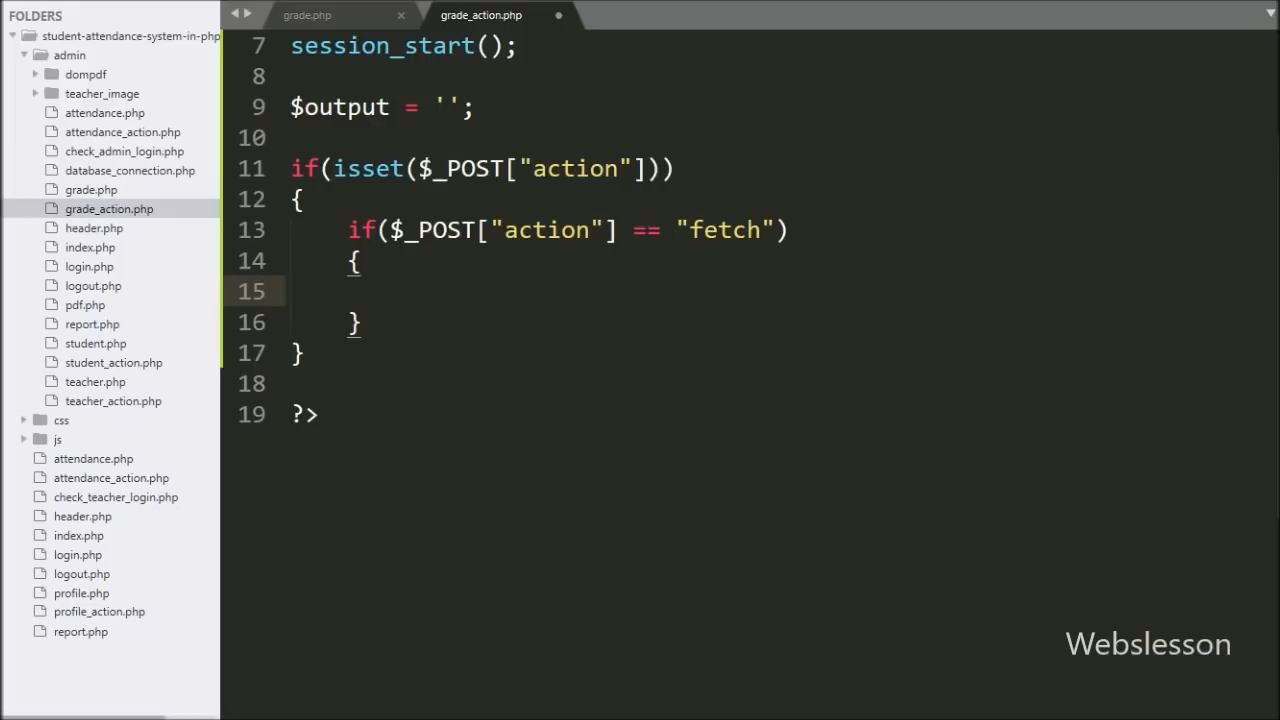 FOLDERS
student-attendance-system-in-php
admin
dompdf
teacher_image
attendance.php
attendance_action.php
check_admin_login.php
database_connection.php
grade.php
grade_action.php
header.php
index.php
login.php
logout.php
pdf.php
report.php
student.php
student_action.php
teacher.php
teacher_action.php
css
js
attendance.php
attendance_action.php
check_teacher_login.php
header.php
index.php
login.php
logout.php
profile.php
profile_action.php
report.php
grade.php
grade_action.php
7 session_start();
8
9 $output = '';
10
11 if(isset($_POST["action"]))
12 {
13 if($_POST["action"] == "fetch")
14 {
15
16 }
17 }
18
19 ?>
Webslesson